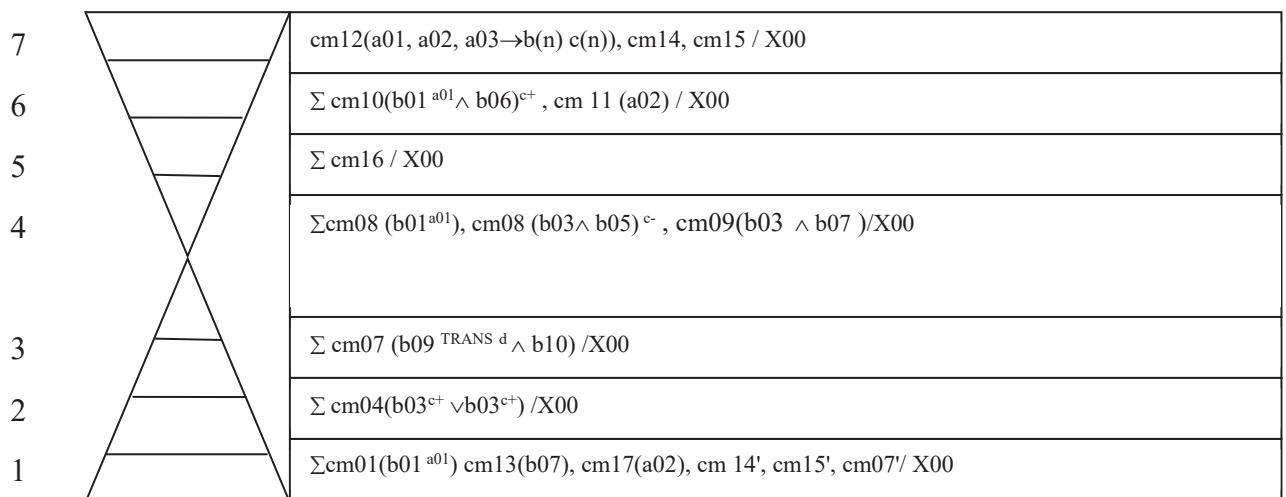 7 cm12(a01, a02, a03→b(n) c(n)), cm14, cm15 / X00
6 ∑ cm10(b01 ᵃ⁰¹∧ b06)ᶜ⁺ , cm 11 (a02) / X00
5 ∑ cm16 / X00
4 ∑cm08 (b01ᵃ⁰¹), cm08 (b03∧ b05) ᶜ⁻ , cm09(b03 ∧ b07 )/X00
3 ∑ cm07 (b09 ᵀᴿᴬᴺˢ ᵈ ∧ b10) /X00
2 ∑ cm04(b03ᶜ⁺ ∨b03ᶜ⁺) /X00
1 ∑cm01(b01 ᵃ⁰¹) cm13(b07), cm17(a02), cm 14', cm15', cm07'/ X00